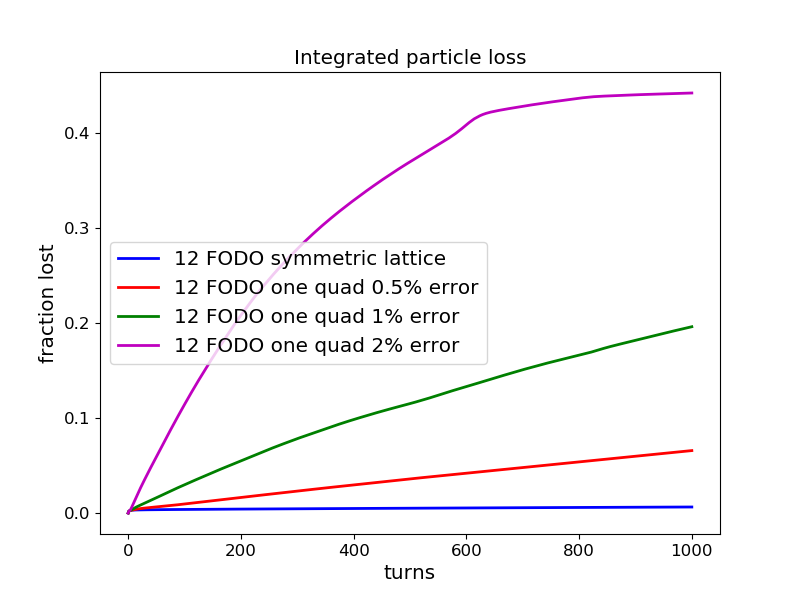 Integrated particle loss
fraction lost
0.4
0.3
0.2
0.1
0.0
12 FODO symmetric lattice
12 FODO one quad 0.5% error
12 FODO one quad 1% error
12 FODO one quad 2% error
0
200
400
600
800
1000
turns